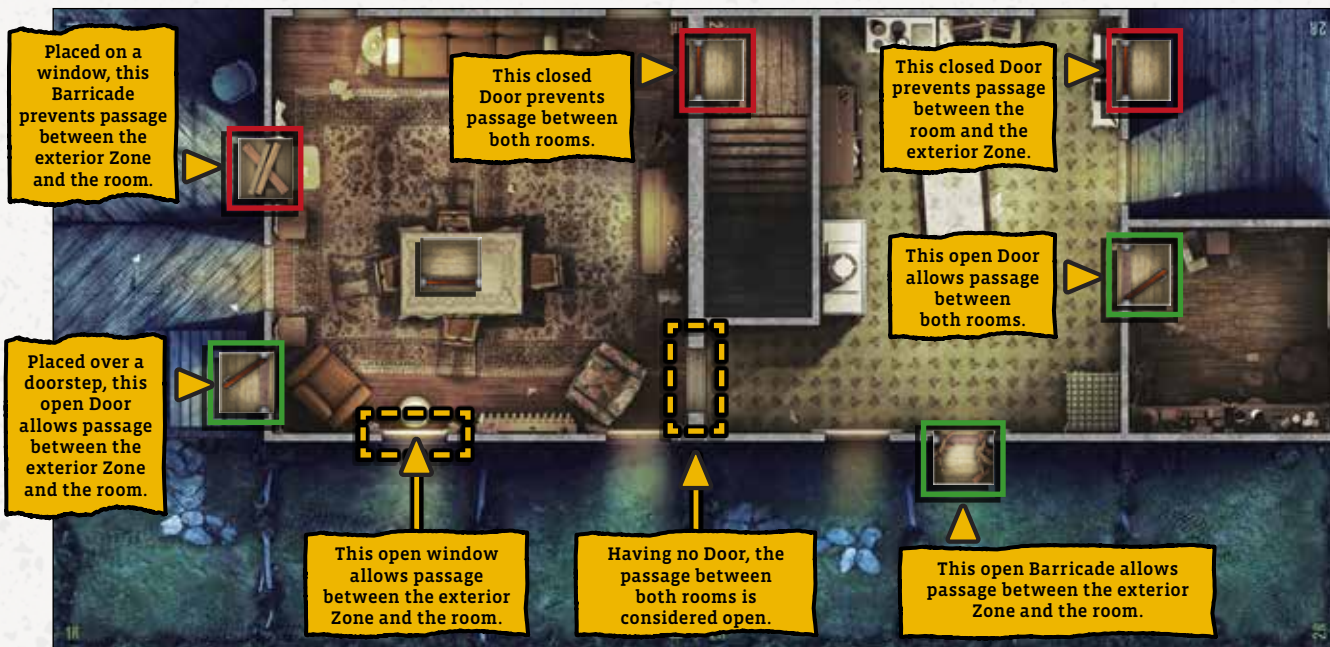 Placed on a
window, this
Barricade
prevents passage
between the
exterior Zone
and the room.
This closed
Door prevents
passage between
both rooms.
This closed Door
prevents passage
between the
room and the
exterior Zone.
2R
This open Door
allows passage
between
both rooms.
Placed over a
doorstep, this
open Door
allows passage
between the
exterior Zone
and the room.
This open window
allows passage
between the exterior
Zone and the room.
Having no Door, the
passage between
both rooms is
considered open.
This open Barricade allows
passage between the exterior
Zone and the room.
1R
2R